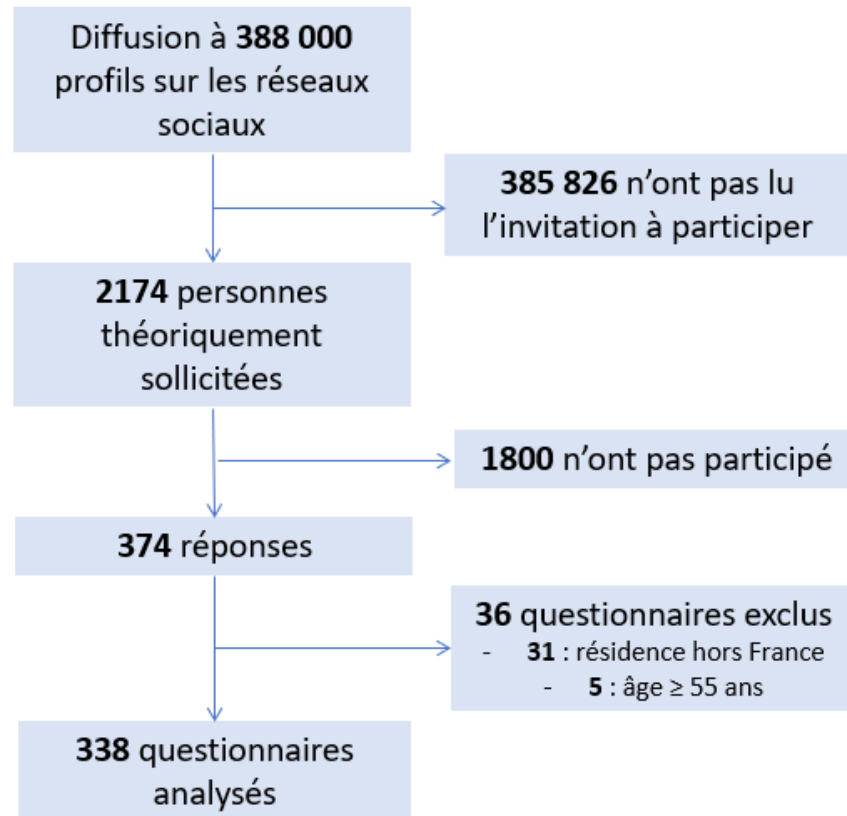 Diffusion à 388 000
profils sur les réseaux
sociaux
385 826 n’ont pas lu
l’invitation à participer
2174 personnes
théoriquement
sollicitées
1800 n’ont pas participé
374 réponses
36 questionnaires exclus
- 31 : résidence hors France
- 5 : âge ≥ 55 ans
338 questionnaires
analysés